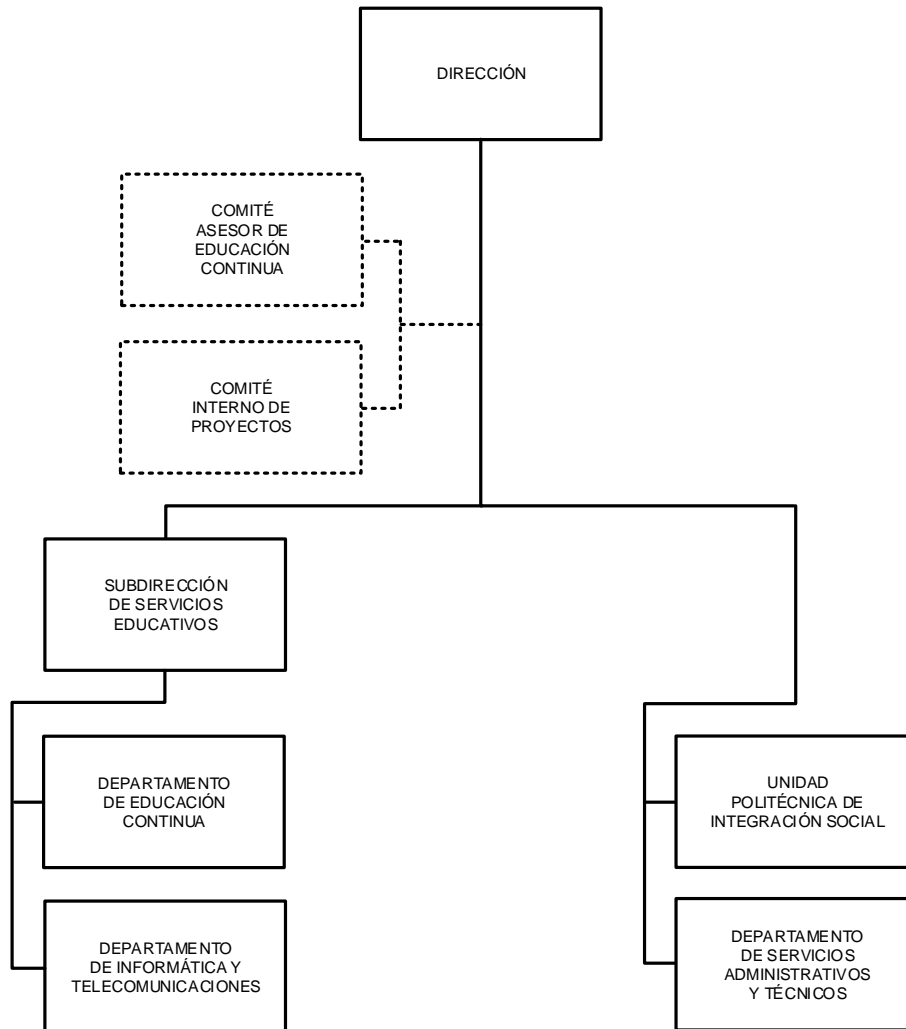 DIRECCIÓN
COMITÉ
ASESOR DE
EDUCACIÓN
CONTINUA
COMITÉ
INTERNO DE
PROYECTOS
SUBDIRECCIÓN
DE SERVICIOS
EDUCATIVOS
DEPARTAMENTO
DE EDUCACIÓN
CONTINUA
UNIDAD
POLITÉCNICA DE
INTEGRACIÓN SOCIAL
DEPARTAMENTO
DE INFORMÁTICA Y
TELECOMUNICACIONES
DEPARTAMENTO
DE SERVICIOS
ADMINISTRATIVOS
Y TÉCNICOS